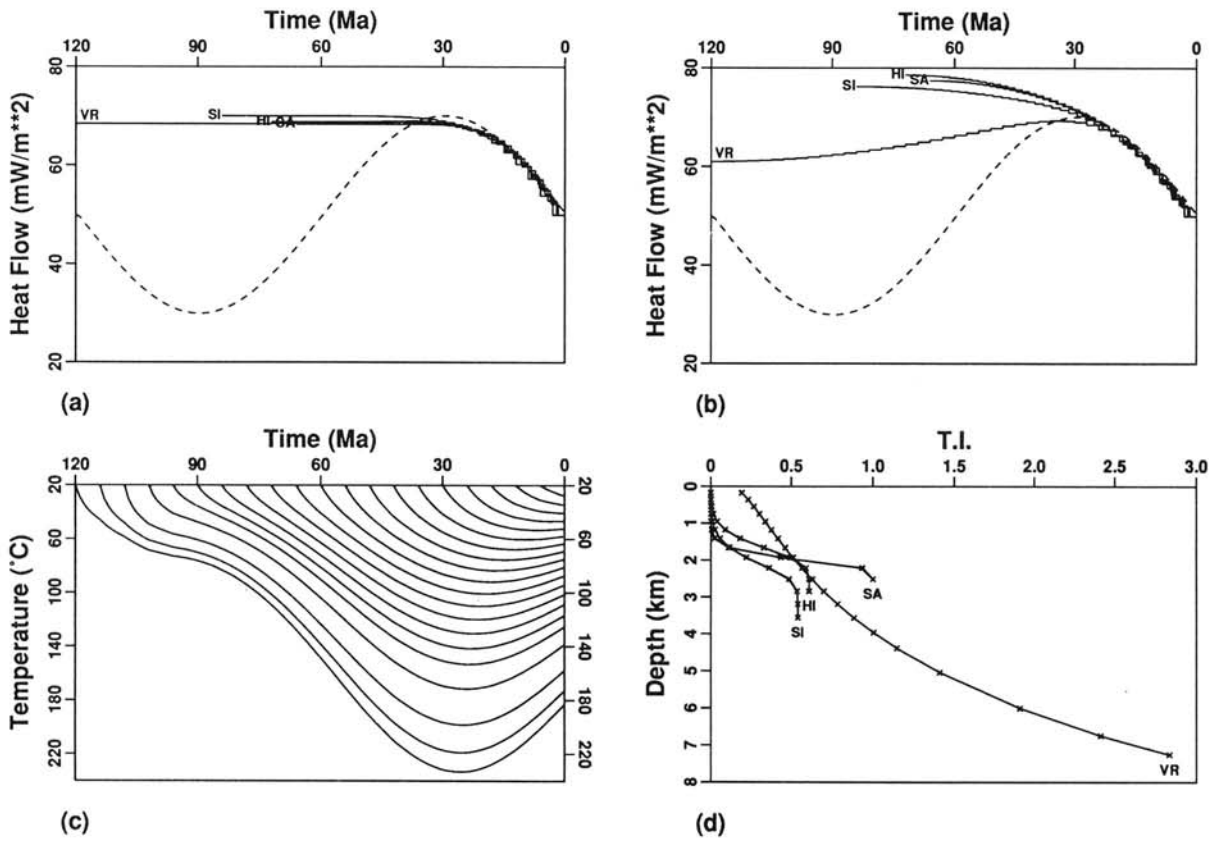 Time (Ma)
120 90 60 30 0
80
60
40
20
Heat Flow (mW/m**2)
VR
SI
HI
SA
(a)
Time (Ma)
120 90 60 30 0
80
60
40
20
Heat Flow (mW/m**2)
HI
SA
SI
VR
(b)
Time (Ma)
120 90 60 30 0
20
60
100
140
180
220
Temperature (°C)
20
60
100
140
180
220
(c)
T.I.
0 0.5 1.0 1.5 2.0 2.5 3.0
0
1
2
3
4
5
6
7
8
Depth (km)
SA
HI
SI
VR
(d)